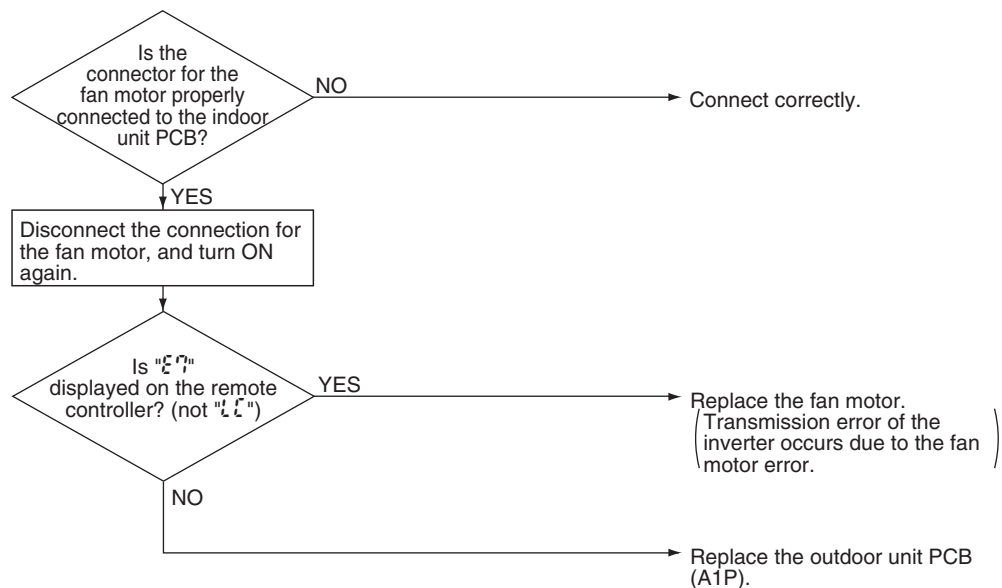 Is the
connector for the
fan motor properly
connected to the indoor
unit PCB?
NO
Connect correctly.
YES
Disconnect the connection for
the fan motor, and turn ON
again.
Is "E7"
displayed on the remote
controller? (not "LC")
YES
Replace the fan motor.
(Transmission error of the
inverter occurs due to the fan
motor error.)
NO
Replace the outdoor unit PCB
(A1P).